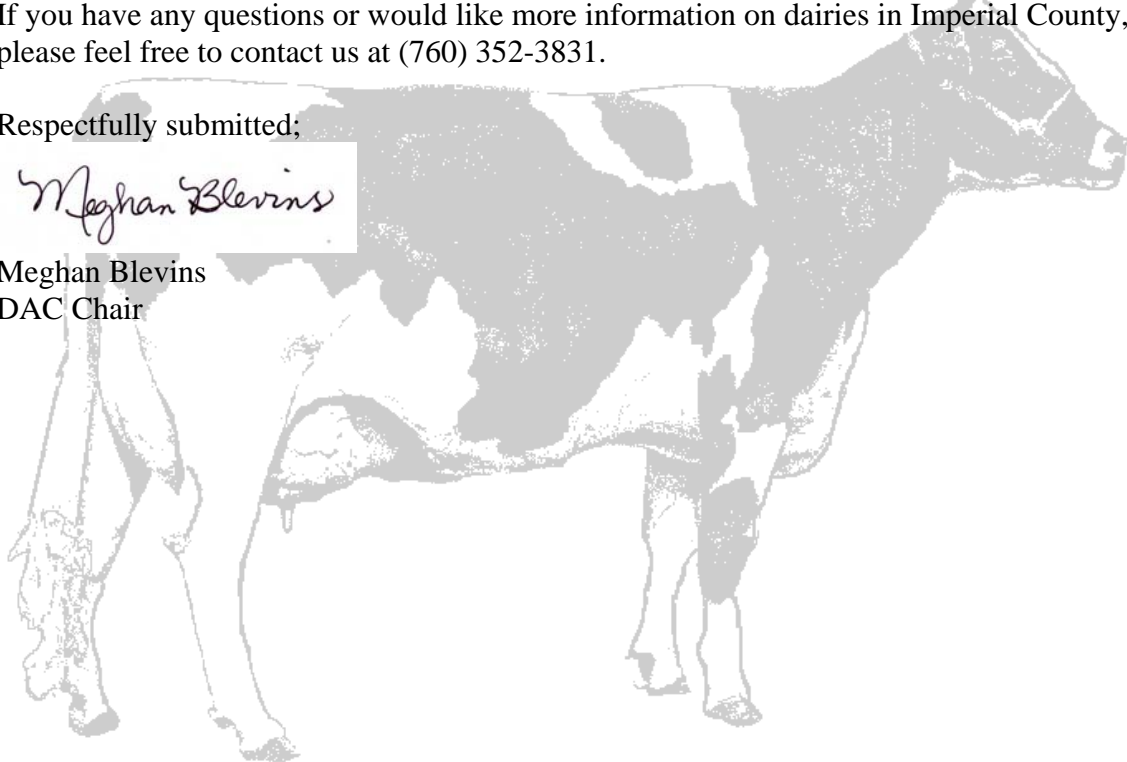 If you have any questions or would like more information on dairies in Imperial County,
please feel free to contact us at (760) 352-3831.
Respectfully submitted;
Meghan Blevins
Meghan Blevins
DAC Chair